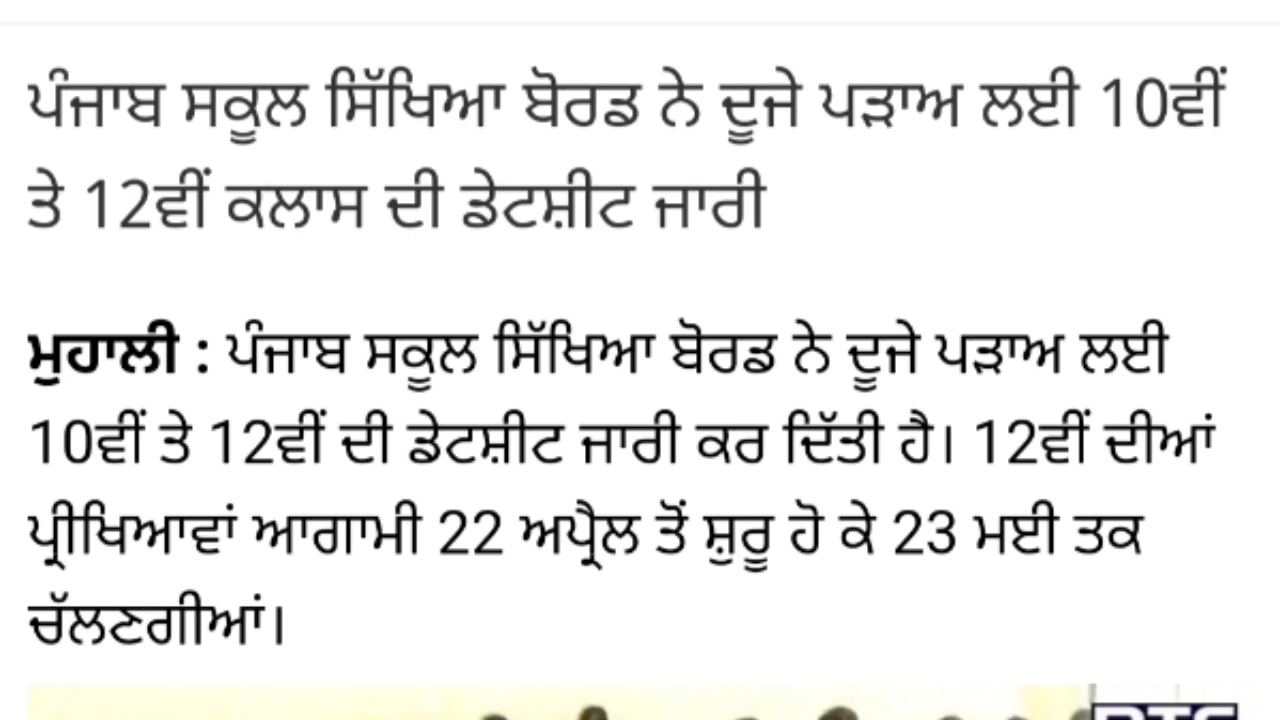 ਪੰਜਾਬ ਸਕੂਲ ਸਿੱਖਿਆ ਬੋਰਡ ਨੇ ਦੂਜੇ ਪੜਾਅ ਲਈ 10ਵੀਂ
ਤੇ 12ਵੀਂ ਕਲਾਸ ਦੀ ਡੇਟਸ਼ੀਟ ਜਾਰੀ
ਮੁਹਾਲੀ : ਪੰਜਾਬ ਸਕੂਲ ਸਿੱਖਿਆ ਬੋਰਡ ਨੇ ਦੂਜੇ ਪੜਾਅ ਲਈ
10ਵੀਂ ਤੇ 12ਵੀਂ ਦੀ ਡੇਟਸ਼ੀਟ ਜਾਰੀ ਕਰ ਦਿੱਤੀ ਹੈ। 12ਵੀਂ ਦੀਆਂ
ਪ੍ਰੀਖਿਆਵਾਂ ਆਗਾਮੀ 22 ਅਪ੍ਰੈਲ ਤੋਂ ਸ਼ੁਰੂ ਹੋ ਕੇ 23 ਮਈ ਤਕ
ਚੱਲਣਗੀਆਂ।